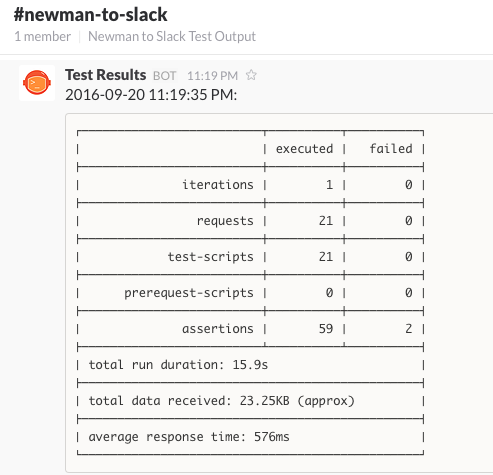 #newman-to-slack
1 member | Newman to Slack Test Output
Test Results BOT 11:19 PM ☆
2016-09-20 11:19:35 PM:
| | executed | failed |
| iterations | 1 | 0 |
| requests | 21 | 0 |
| test-scripts | 21 | 0 |
| prerequest-scripts | 0 | 0 |
| assertions | 59 | 2 |
| total run duration: 15.9s |
| total data received: 23.25KB (approx) |
| average response time: 576ms |